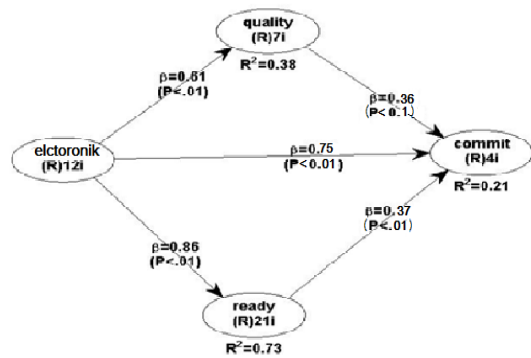 quality
(R)7i
R²=0.38
β=0.61
(P<.01)
β=0.36
(P<0.1)
elctoronik
(R)12i
β=0.75
(P<0.01)
commit
(R)4i
R²=0.21
β=0.37
(P<.01)
β=0.86
(P<.01)
ready
(R)21i
R²=0.73